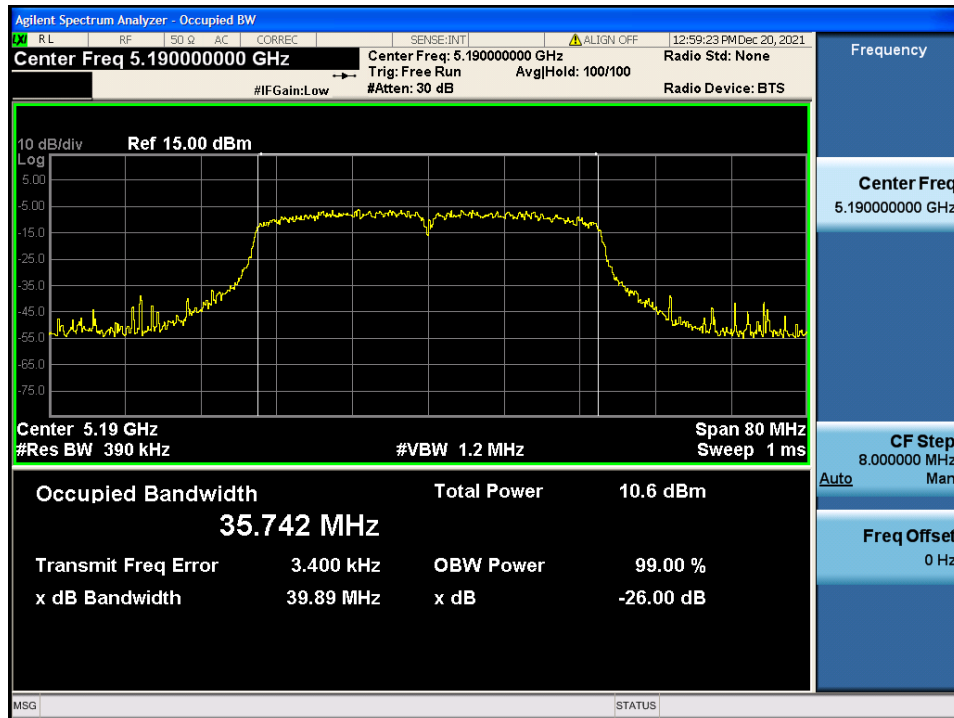 Agilent Spectrum Analyzer - Occupied BW
LXI RL RF 50 Ω AC CORREC SENSE:INT ALIGN OFF 12:59:23 PM Dec 20, 2021
Center Freq 5.190000000 GHz
Center Freq: 5.190000000 GHz Radio Std: None
Trig: Free Run Avg|Hold: 100/100
#IFGain:Low #Atten: 30 dB Radio Device: BTS
10 dB/div Ref 15.00 dBm
Log
5.00
-5.00
-15.0
-25.0
-35.0
-45.0
-55.0
-65.0
-75.0
Center 5.19 GHz Span 80 MHz
#Res BW 390 kHz #VBW 1.2 MHz Sweep 1 ms
Occupied Bandwidth Total Power 10.6 dBm
35.742 MHz
Transmit Freq Error 3.400 kHz OBW Power 99.00 %
x dB Bandwidth 39.89 MHz x dB -26.00 dB
Frequency
Center Freq
5.190000000 GHz
CF Step
8.000000 MHz
Auto Man
Freq Offset
0 Hz
MSG STATUS